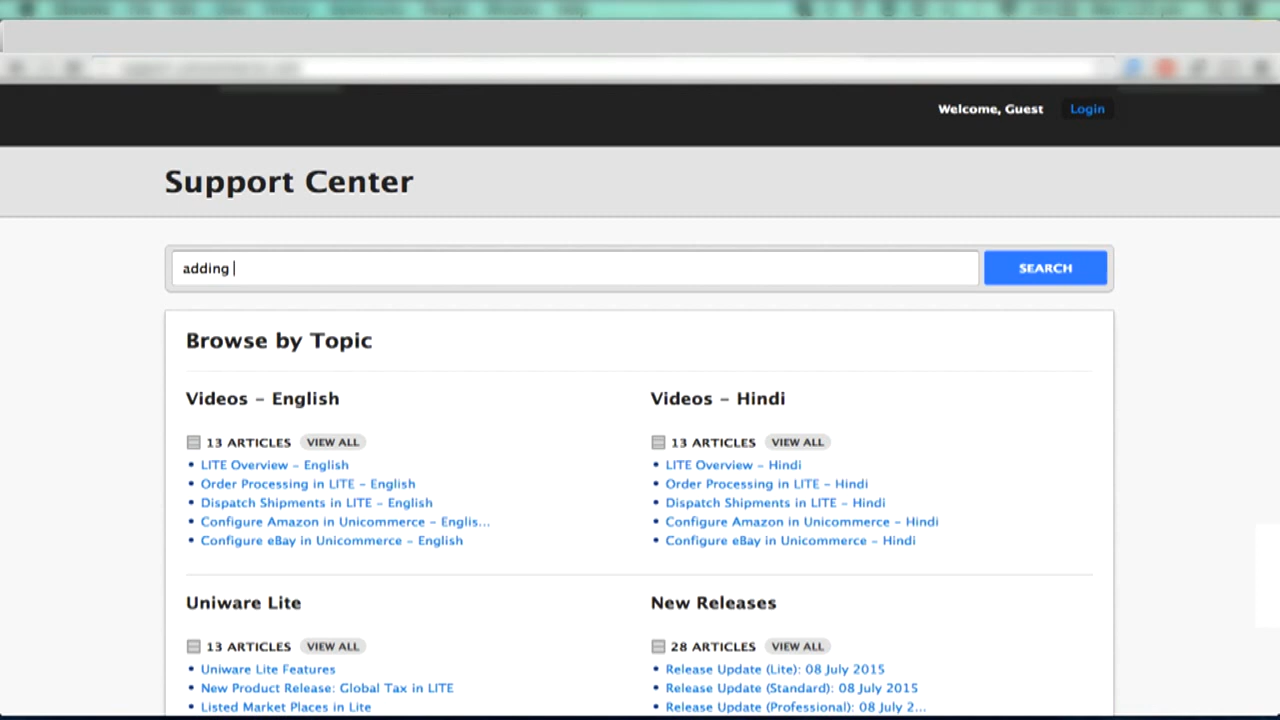 Welcome, Guest Login
Support Center
adding
SEARCH
Browse by Topic
Videos – English
13 ARTICLES VIEW ALL
• LITE Overview – English
• Order Processing in LITE – English
• Dispatch Shipments in LITE – English
• Configure Amazon in Unicommerce – Englis...
• Configure eBay in Unicommerce – English
Videos – Hindi
13 ARTICLES VIEW ALL
• LITE Overview – Hindi
• Order Processing in LITE – Hindi
• Dispatch Shipments in LITE – Hindi
• Configure Amazon in Unicommerce – Hindi
• Configure eBay in Unicommerce – Hindi
Uniware Lite
13 ARTICLES VIEW ALL
• Uniware Lite Features
• New Product Release: Global Tax in LITE
• Listed Market Places in Lite
New Releases
28 ARTICLES VIEW ALL
• Release Update (Lite): 08 July 2015
• Release Update (Standard): 08 July 2015
• Release Update (Professional): 08 July 2...